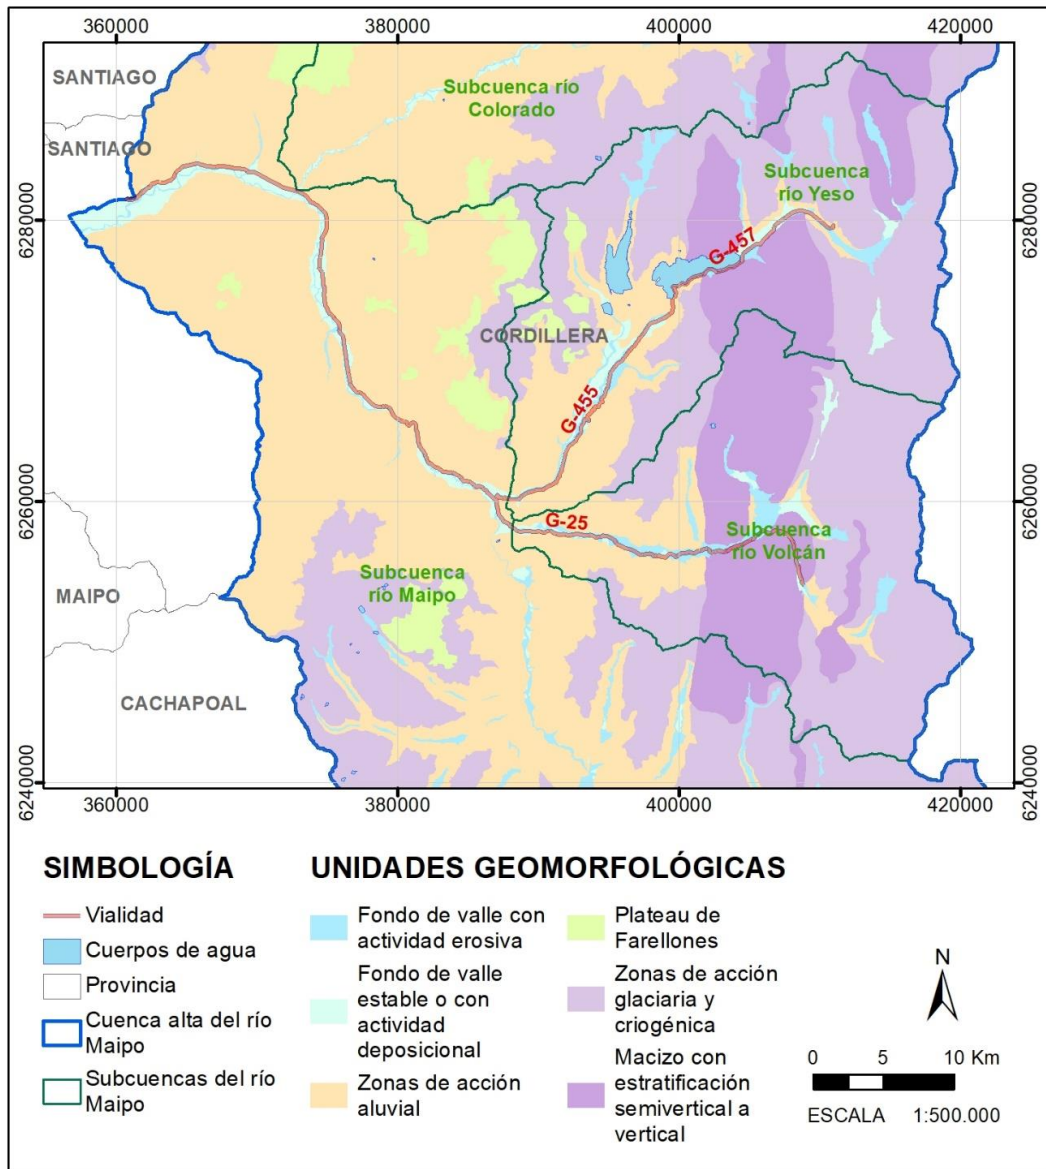 360000
380000
400000
420000
SANTIAGO
SANTIAGO
Subcuenca río
Colorado
Subcuenca
río Yeso
6280000
6280000
G-457
CORDILLERA
G-455
6260000
6260000
G-25
Subcuenca
río Volcán
Subcuenca
río Maipo
MAIPO
CACHAPOAL
6240000
6240000
360000
380000
400000
420000
SIMBOLOGÍA
Vialidad
Cuerpos de agua
Provincia
Cuenca alta del río
Maipo
Subcuencas del río
Maipo
UNIDADES GEOMORFOLÓGICAS
Fondo de valle con
actividad erosiva
Fondo de valle
estable o con
actividad
deposicional
Zonas de acción
aluvial
Plateau de
Farellones
Zonas de acción
glaciaria y
criogénica
Macizo con
estratificación
semivertical a
vertical
N
0 5 10 Km
ESCALA 1:500.000